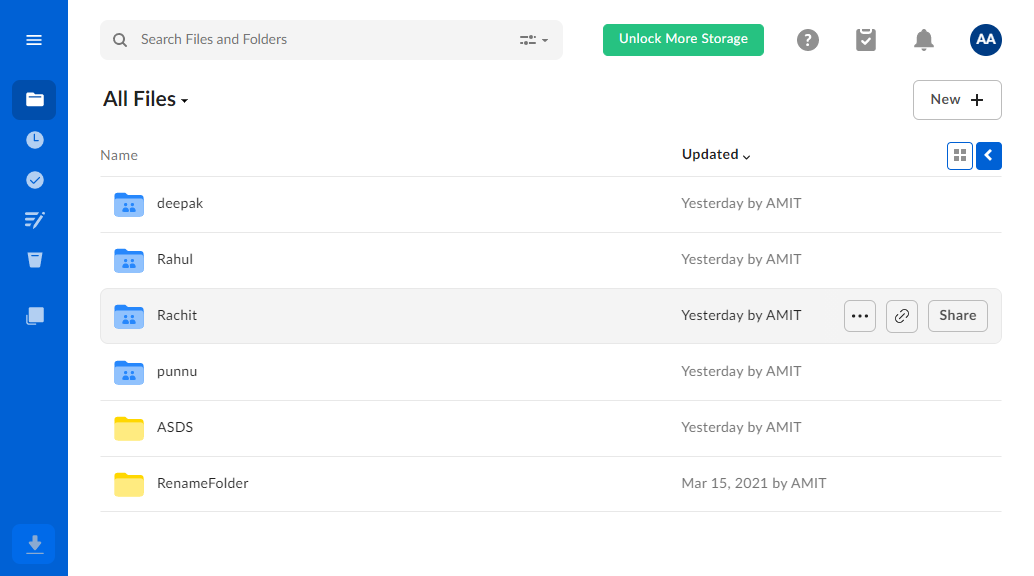 Search Files and Folders
Unlock More Storage
?
AA
All Files
New +
Name
Updated
deepak
Yesterday by AMIT
Rahul
Yesterday by AMIT
Rachit
Yesterday by AMIT
Share
punnu
Yesterday by AMIT
ASDS
Yesterday by AMIT
RenameFolder
Mar 15, 2021 by AMIT